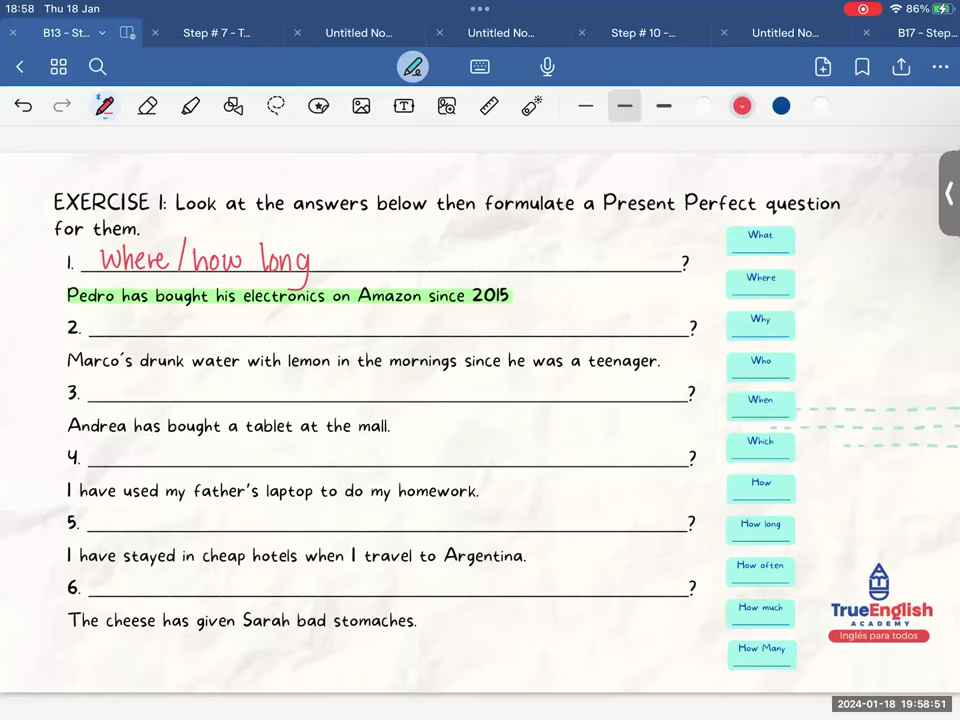 18:58 Thu 18 Jan
86%
B13 - St...
Step # 7 - T...
Untitled No...
Untitled No...
Step # 10 -...
Untitled No...
B17 - Step...
EXERCISE 1: Look at the answers below then formulate a Present Perfect question
for them.
1. where/how long ?
Pedro has bought his electronics on Amazon since 2015
2. ?
Marco's drunk water with lemon in the mornings since he was a teenager.
3. ?
Andrea has bought a tablet at the mall.
4. ?
I have used my father's laptop to do my homework.
5. ?
I have stayed in cheap hotels when I travel to Argentina.
6. ?
The cheese has given Sarah bad stomaches.
What
Where
Why
Who
When
Which
How
How long
How often
How much
How Many
TrueEnglish
ACADEMY
Inglés para todos
2024-01-18 19:58:51